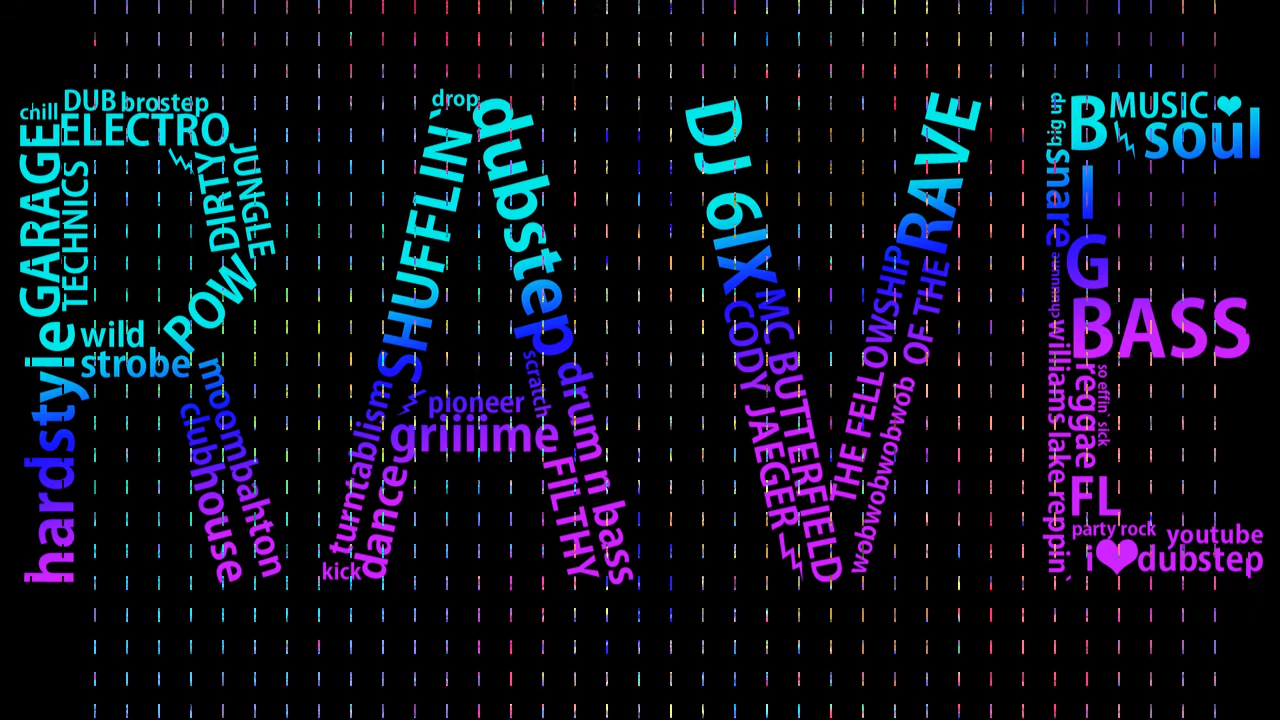 chill
DUB brostep
ELECTRO
GARAGE
TECHNICS
DIRTY
JUNGLE
POW
wild
strobe
hardstyle
moombahton
clubhouse
drop
SHUFFLIN`
dubstep
scratch
pioneer
griiiime
turntablism
dance
kick
drum n bass
FILTHY
DJ 6IX
MC BUTTERFIELD
CODY JAEGER
RAVE
THE FELLOWSHIP
OF THE
wobwobwobwob
big up
snare
williams lake reppin`
B
I
G
MUSIC ♥
soul
BASS
reggae
so effin` sick
FL
party rock
youtube
i♥dubstep